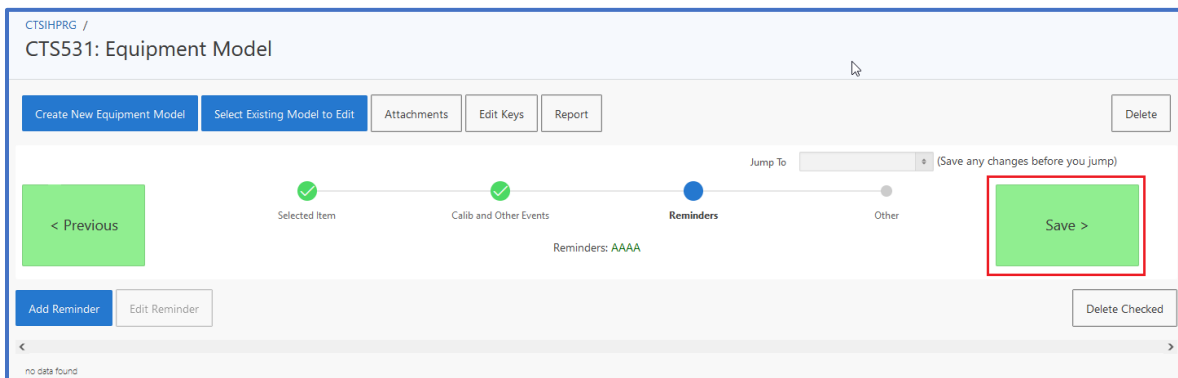 CTSIHPRG /
CTS531: Equipment Model
Create New Equipment Model Select Existing Model to Edit Attachments Edit Keys Report Delete
Jump To (Save any changes before you jump)
< Previous Selected Item Calib and Other Events Reminders Other Save >
Reminders: AAAA
Add Reminder Edit Reminder Delete Checked
no data found